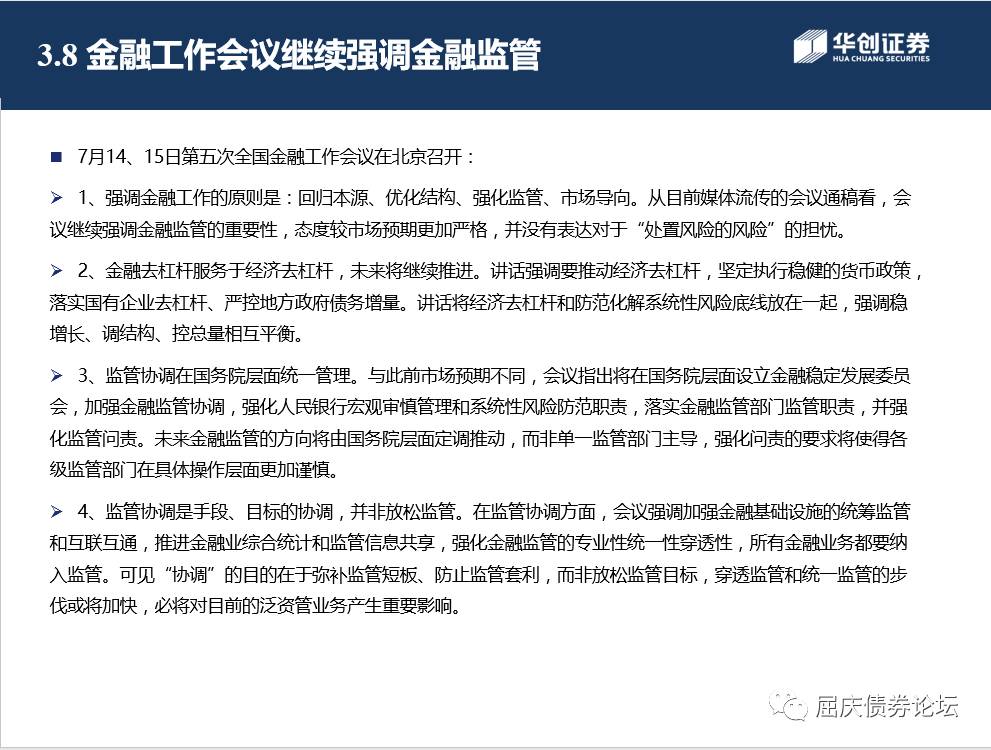 3.8 金融工作会议继续强调金融监管
华创证券
HUA CHUANG SECURITIES
■ 7月14、15日第五次全国金融工作会议在北京召开：
➢ 1、强调金融工作的原则是：回归本源、优化结构、强化监管、市场导向。从目前媒体流传的会议通稿看，会
议继续强调金融监管的重要性，态度较市场预期更加严格，并没有表达对于“处置风险的风险”的担忧。
➢ 2、金融去杠杆服务于经济去杠杆，未来将继续推进。讲话强调要推动经济去杠杆，坚定执行稳健的货币政策，
落实国有企业去杠杆、严控地方政府债务增量。讲话将经济去杠杆和防范化解系统性风险底线放在一起，强调稳
增长、调结构、控总量相互平衡。
➢ 3、监管协调在国务院层面统一管理。与此前市场预期不同，会议指出将在国务院层面设立金融稳定发展委员
会，加强金融监管协调，强化人民银行宏观审慎管理和系统性风险防范职责，落实金融监管部门监管职责，并强
化监管问责。未来金融监管的方向将由国务院层面定调推动，而非单一监管部门主导，强化问责的要求将使得各
级监管部门在具体操作层面更加谨慎。
➢ 4、监管协调是手段、目标的协调，并非放松监管。在监管协调方面，会议强调加强金融基础设施的统筹监管
和互联互通，推进金融业综合统计和监管信息共享，强化金融监管的专业性统一性穿透性，所有金融业务都要纳
入监管。可见“协调”的目的在于弥补监管短板、防止监管套利，而非放松监管目标，穿透监管和统一监管的步
伐或将加快，必将对目前的泛资管业务产生重要影响。
屈庆债券论坛